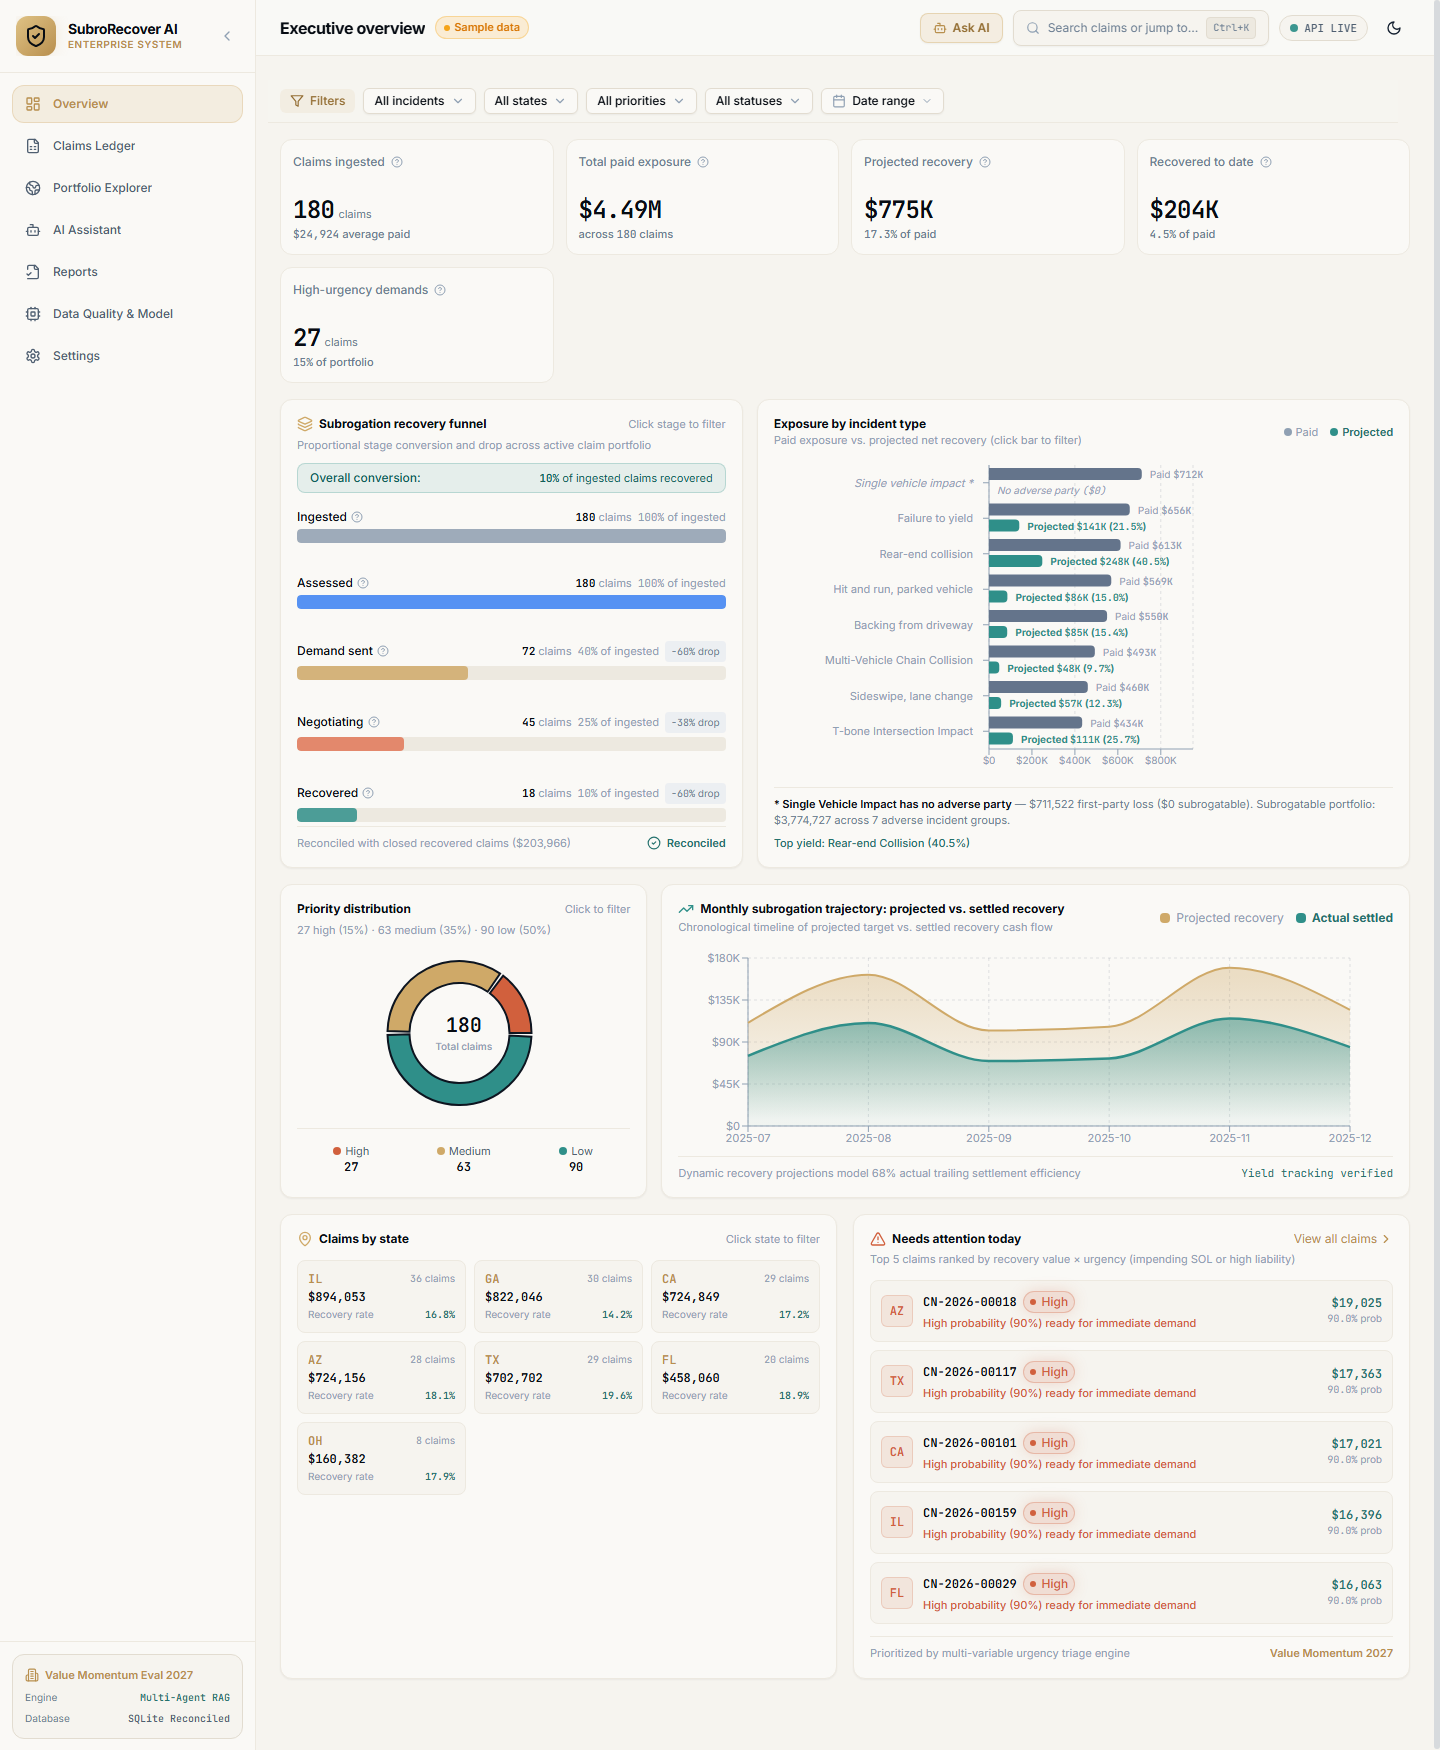 SubroRecover AI
ENTERPRISE SYSTEM
Overview
Claims Ledger
Portfolio Explorer
AI Assistant
Reports
Data Quality & Model
Settings
Value Momentum Eval 2027
Engine Multi-Agent RAG
Database SQLite Reconciled
Executive overview Sample data Ask AI Search claims or jump to... Ctrl+K API LIVE
Filters All incidents All states All priorities All statuses Date range
Claims ingested
180 claims
$24,924 average paid
Total paid exposure
$4.49M
across 180 claims
Projected recovery
$775K
17.3% of paid
Recovered to date
$204K
4.5% of paid
High-urgency demands
27 claims
15% of portfolio
Subrogation recovery funnel Click stage to filter
Proportional stage conversion and drop across active claim portfolio
Overall conversion: 10% of ingested claims recovered
Ingested 180 claims 100% of ingested
Assessed 180 claims 100% of ingested
Demand sent 72 claims 40% of ingested -60% drop
Negotiating 45 claims 25% of ingested -38% drop
Recovered 18 claims 10% of ingested -60% drop
Reconciled with closed recovered claims ($203,966) Reconciled
Exposure by incident type
Paid exposure vs. projected net recovery (click bar to filter)
Paid Projected
Single vehicle impact * Paid $712K
No adverse party ($0)
Failure to yield Paid $656K
Projected $141K (21.5%)
Rear-end collision Paid $613K
Projected $248K (40.5%)
Hit and run, parked vehicle Paid $569K
Projected $86K (15.0%)
Backing from driveway Paid $550K
Projected $85K (15.4%)
Multi-Vehicle Chain Collision Paid $493K
Projected $48K (9.7%)
Sideswipe, lane change Paid $460K
Projected $57K (12.3%)
T-bone Intersection Impact Paid $434K
Projected $111K (25.7%)
$0 $200K $400K $600K $800K
* Single Vehicle Impact has no adverse party — $711,522 first-party loss ($0 subrogatable). Subrogatable portfolio:
$3,774,727 across 7 adverse incident groups.
Top yield: Rear-end Collision (40.5%)
Priority distribution Click to filter
27 high (15%) · 63 medium (35%) · 90 low (50%)
180
Total claims
High Medium Low
27 63 90
Monthly subrogation trajectory: projected vs. settled recovery
Chronological timeline of projected target vs. settled recovery cash flow
Projected recovery Actual settled
$180K
$135K
$90K
$45K
$0
2025-07 2025-08 2025-09 2025-10 2025-11 2025-12
Dynamic recovery projections model 68% actual trailing settlement efficiency Yield tracking verified
Claims by state Click state to filter
IL 36 claims
$894,053
Recovery rate 16.8%
GA 30 claims
$822,046
Recovery rate 14.2%
CA 29 claims
$724,849
Recovery rate 17.2%
AZ 28 claims
$724,156
Recovery rate 18.1%
TX 29 claims
$702,702
Recovery rate 19.6%
FL 20 claims
$458,060
Recovery rate 18.9%
OH 8 claims
$160,382
Recovery rate 17.9%
Needs attention today View all claims
Top 5 claims ranked by recovery value × urgency (impending SOL or high liability)
AZ CN-2026-00018 High $19,025
High probability (90%) ready for immediate demand 90.0% prob
TX CN-2026-00117 High $17,363
High probability (90%) ready for immediate demand 90.0% prob
CA CN-2026-00101 High $17,021
High probability (90%) ready for immediate demand 90.0% prob
IL CN-2026-00159 High $16,396
High probability (90%) ready for immediate demand 90.0% prob
FL CN-2026-00029 High $16,063
High probability (90%) ready for immediate demand 90.0% prob
Prioritized by multi-variable urgency triage engine Value Momentum 2027